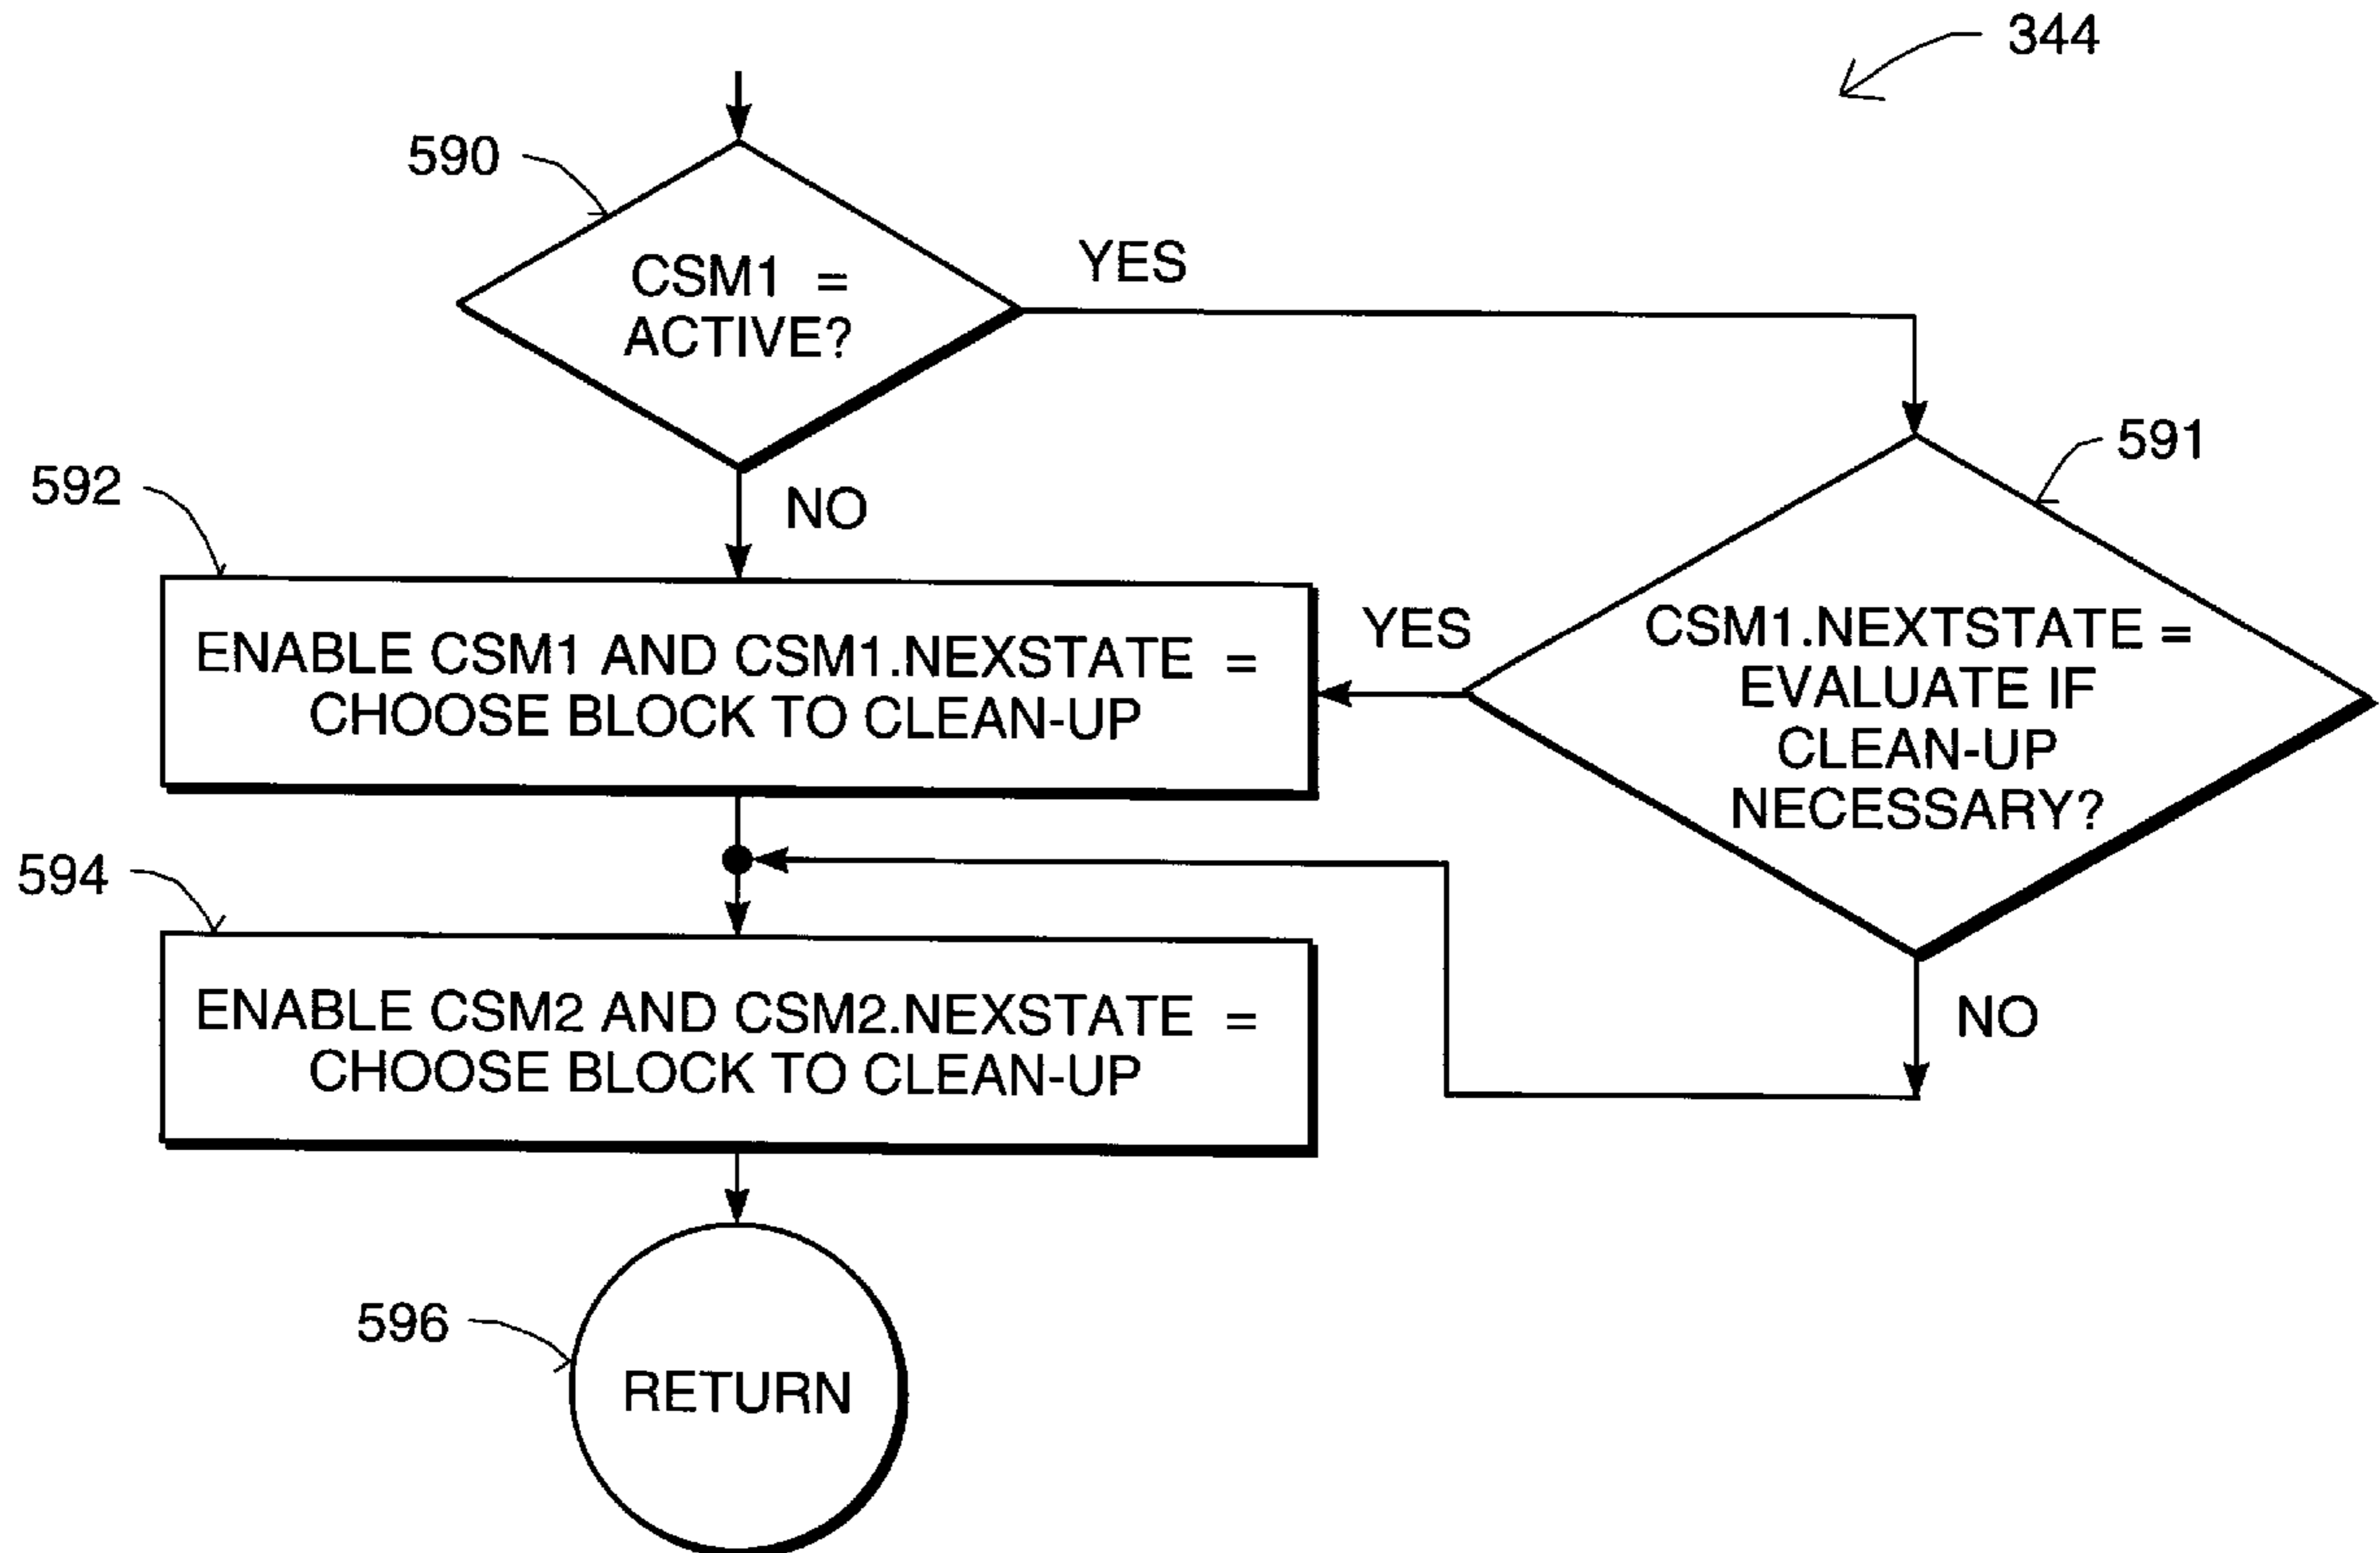 344
590
CSM1 =
ACTIVE?
YES
591
592
NO
ENABLE CSM1 AND CSM1.NEXSTATE =
CHOOSE BLOCK TO CLEAN-UP
YES
CSM1.NEXTSTATE =
EVALUATE IF
CLEAN-UP
NECESSARY?
594
ENABLE CSM2 AND CSM2.NEXSTATE =
CHOOSE BLOCK TO CLEAN-UP
NO
596
RETURN